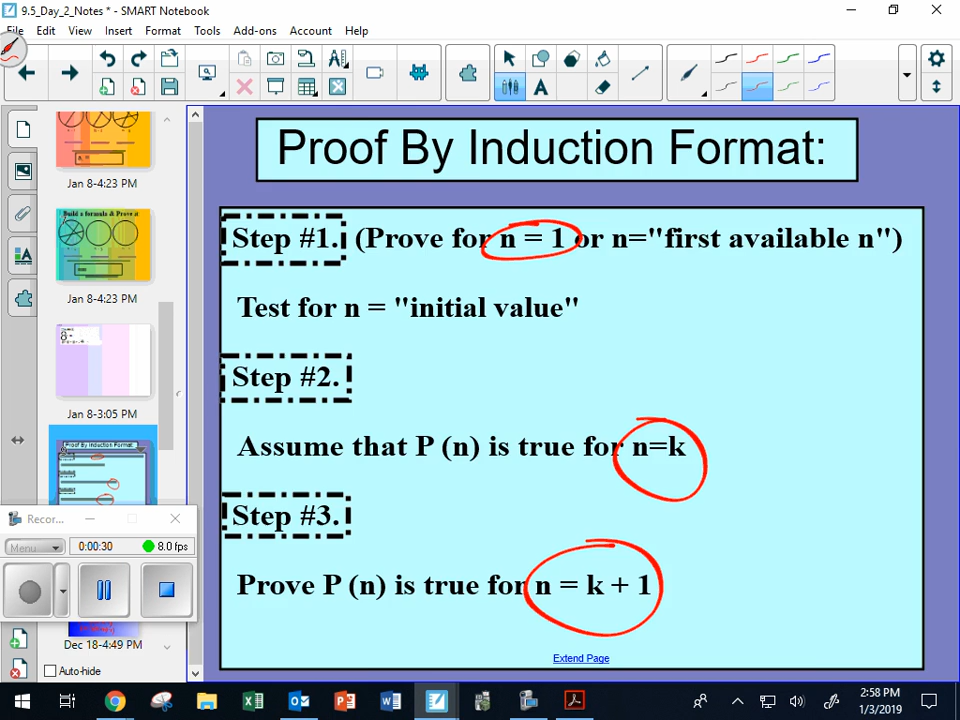 9.5_Day_2_Notes * - SMART Notebook
File Edit View Insert Format Tools Add-ons Account Help
Jan 8-4:23 PM
Build a formula & Prove it
Jan 8-4:23 PM
Jan 8-3:05 PM
Proof By Induction Format:
Recor...
Menu
0:00:30
8.0 fps
Dec 18-4:49 PM
Auto-hide
Proof By Induction Format:
Step #1. (Prove for n = 1 or n="first available n")
Test for n = "initial value"
Step #2.
Assume that P (n) is true for n=k
Step #3.
Prove P (n) is true for n = k + 1
Extend Page
2:58 PM
1/3/2019